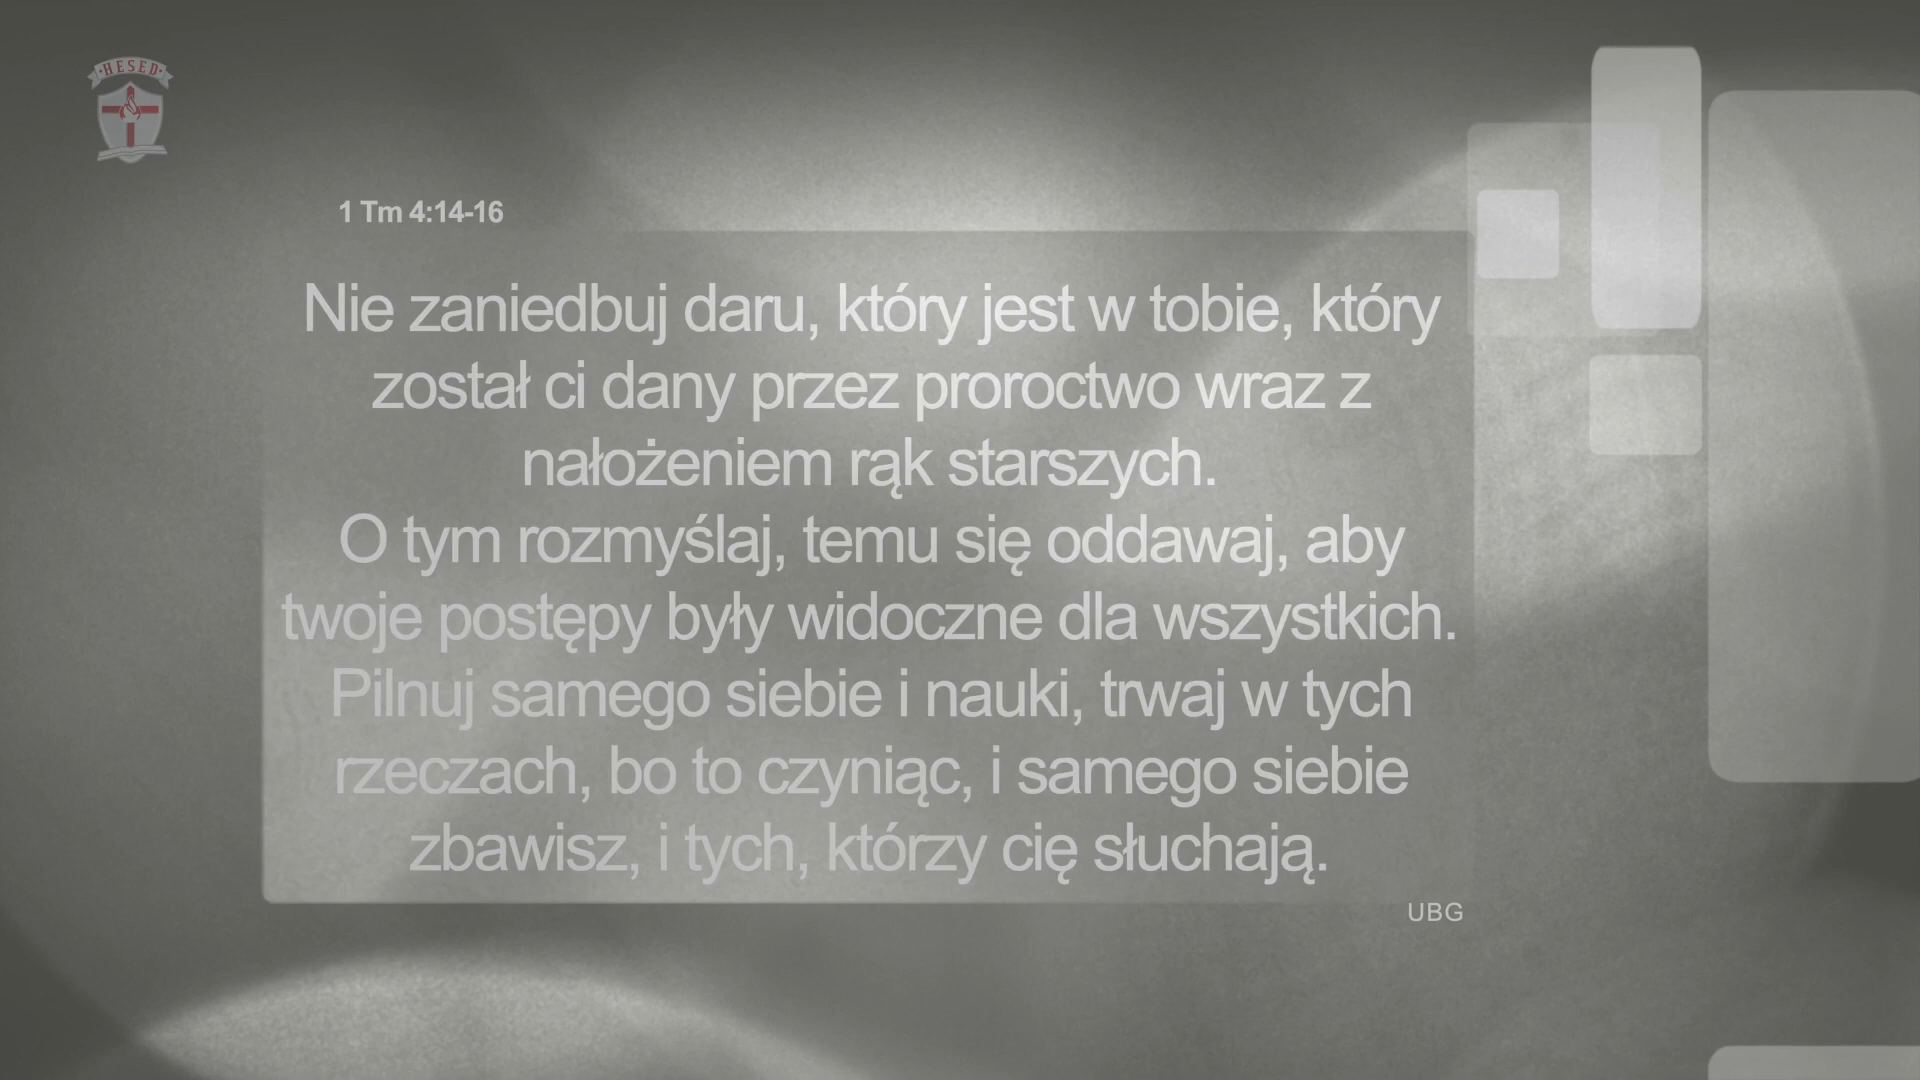 HESED
1 Tm 4:14-16
Nie zaniedbuj daru, który jest w tobie, który
został ci dany przez proroctwo wraz z
nałożeniem rąk starszych.
O tym rozmyślaj, temu się oddawaj, aby
twoje postępy były widoczne dla wszystkich.
Pilnuj samego siebie i nauki, trwaj w tych
rzeczach, bo to czyniąc, i samego siebie
zbawisz, i tych, którzy cię słuchają.
UBG